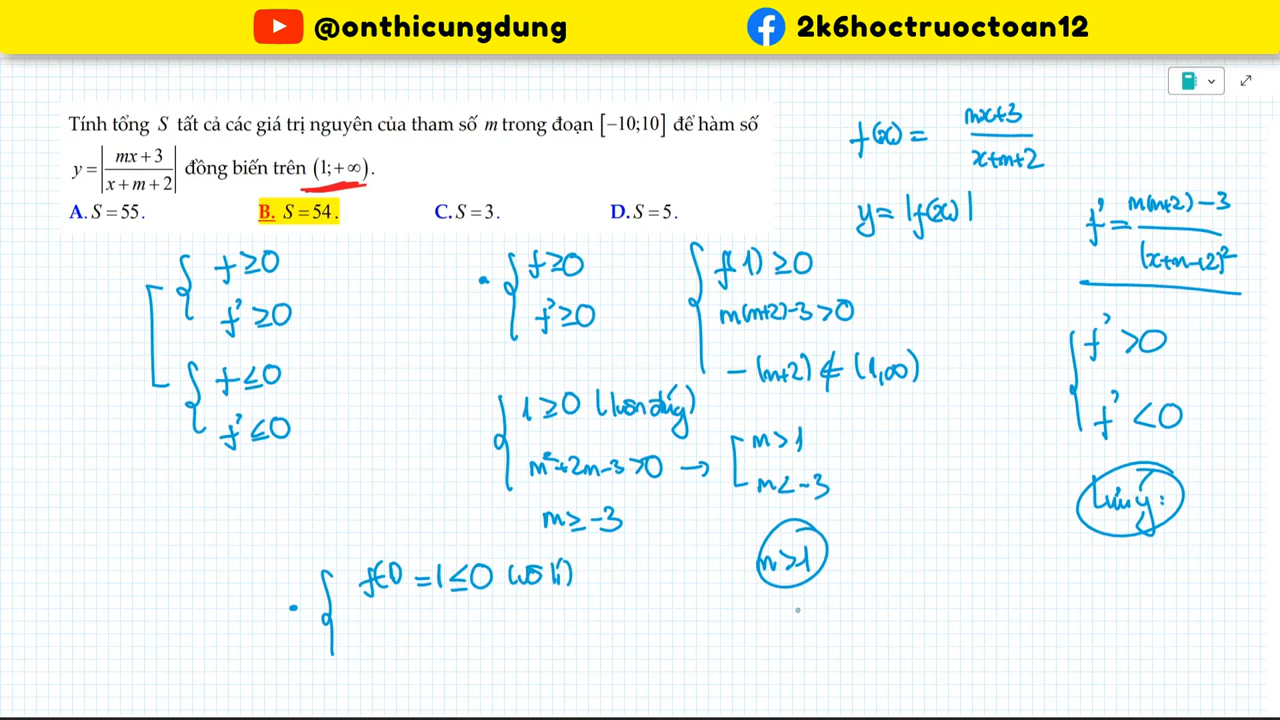 @onthicungdung
2k6hoctruoctoan12
Tính tổng S tất cả các giá trị nguyên của tham số m trong đoạn [−10;10] để hàm số
y = |(mx+3)/(x+m+2)| đồng biến trên (1;+∞).
A. S = 55. B. S = 54. C. S = 3. D. S = 5.
f(x) = (mx+3)/(x+m+2)
y = |f(x)|
f' = (m(m+2) − 3)/(x+m+2)²
f ≥ 0
f' ≥ 0
f ≤ 0
f' ≤ 0
f ≥ 0
f' ≥ 0
f(1) ≥ 0
m(m+2) − 3 > 0
−(m+2) ∉ (1,∞)
1 ≥ 0 (luôn đúng)
m² + 2m − 3 > 0 → m > 1
m < −3
m ≥ −3
m > 1
f(1) = 1 ≤ 0 (vô lí)
f' > 0
f' < 0
Lưu ý: